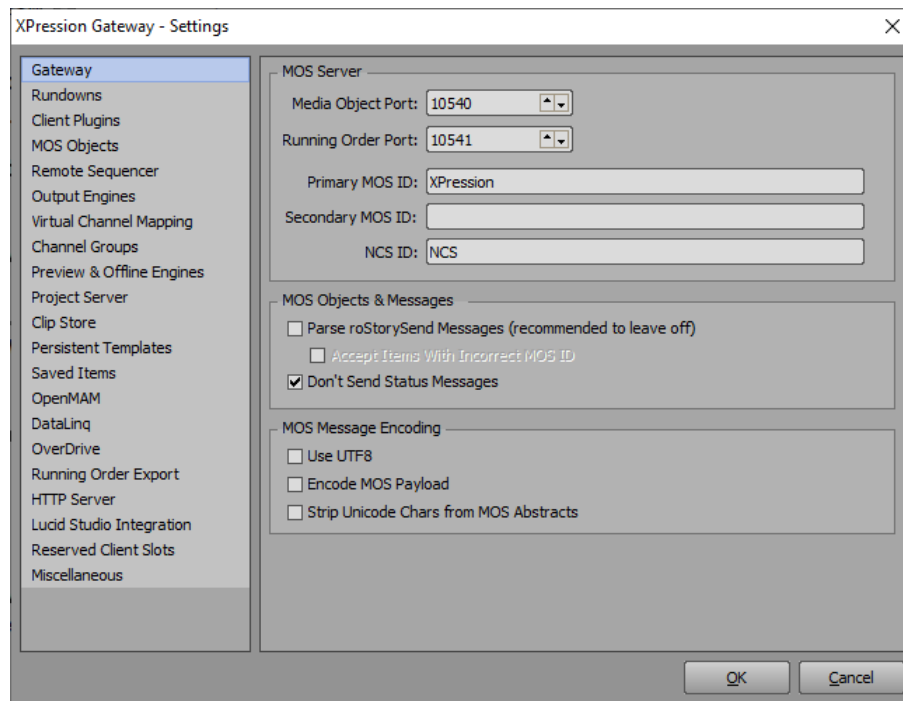 XPression Gateway - Settings
Gateway
Rundowns
Client Plugins
MOS Objects
Remote Sequencer
Output Engines
Virtual Channel Mapping
Channel Groups
Preview & Offline Engines
Project Server
Clip Store
Persistent Templates
Saved Items
OpenMAM
DataLinq
OverDrive
Running Order Export
HTTP Server
Lucid Studio Integration
Reserved Client Slots
Miscellaneous
MOS Server
Media Object Port: 10540
Running Order Port: 10541
Primary MOS ID: XPression
Secondary MOS ID:
NCS ID: NCS
MOS Objects & Messages
Parse roStorySend Messages (recommended to leave off)
Accept Items With Incorrect MOS ID
Don't Send Status Messages
MOS Message Encoding
Use UTF8
Encode MOS Payload
Strip Unicode Chars from MOS Abstracts
OK Cancel